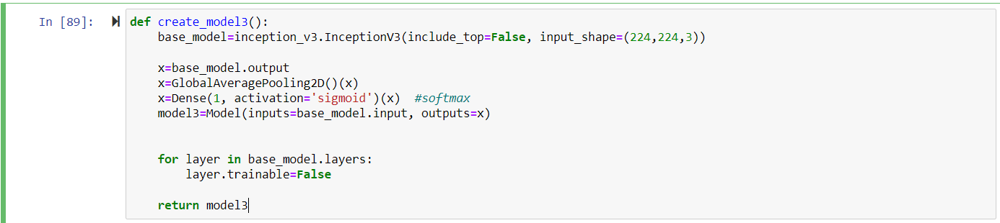 In [89]:
def create_model3():
    base_model=inception_v3.InceptionV3(include_top=False, input_shape=(224,224,3))
    x=base_model.output
    x=GlobalAveragePooling2D()(x)
    x=Dense(1, activation='sigmoid')(x)  #softmax
    model3=Model(inputs=base_model.input, outputs=x)
    for layer in base_model.layers:
        layer.trainable=False
    return model3